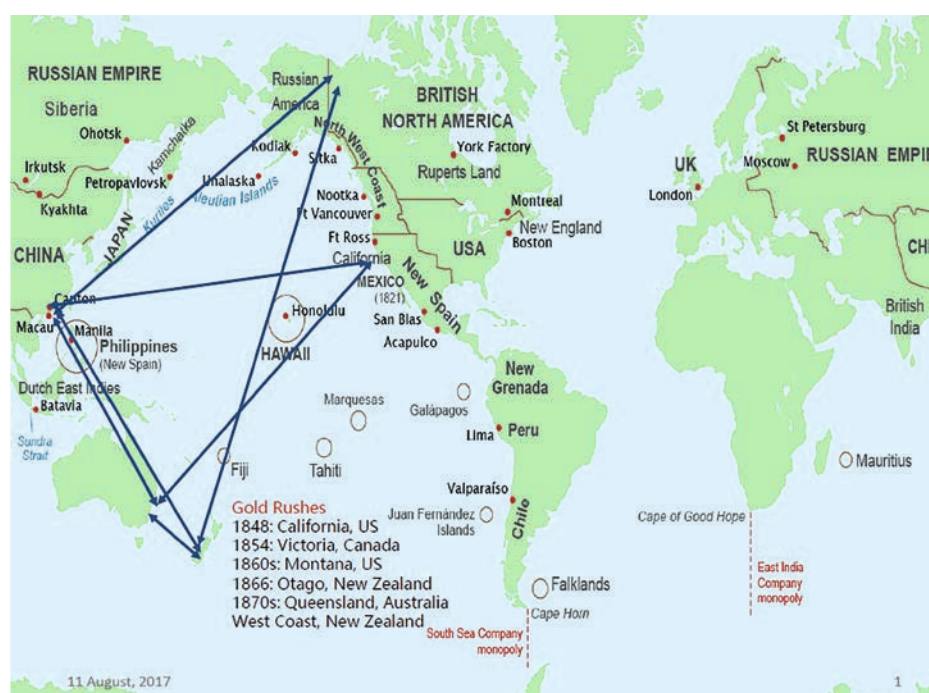 RUSSIAN EMPIRE
Siberia
Ohotsk
Irkutsk
Kyakhta
Petropavlovsk
Kamchatka
Kuriles
JAPAN
CHINA
Canton
Macau
Manila
Philippines
(New Spain)
Dutch East Indies
Batavia
Sundra
Strait
Russian
America
Kodiak
Sitka
Unalaska
Aleutian Islands
North West Coast
Nootka
Ft Vancouver
Ft Ross
California
BRITISH
NORTH AMERICA
York Factory
Ruperts Land
Montreal
New England
Boston
USA
MEXICO
(1821)
New Spain
San Blas
Acapulco
Honolulu
HAWAII
Marquesas
Galápagos
Fiji
Tahiti
New
Grenada
Lima
Peru
Valparaíso
Chile
Juan Fernández
Islands
Falklands
Cape Horn
South Sea Company
monopoly
UK
London
St Petersburg
Moscow
RUSSIAN EMPI
CHI
British
India
Mauritius
Cape of Good Hope
East India
Company
monopoly
Gold Rushes
1848: California, US
1854: Victoria, Canada
1860s: Montana, US
1866: Otago, New Zealand
1870s: Queensland, Australia
West Coast, New Zealand
11 August, 2017
1